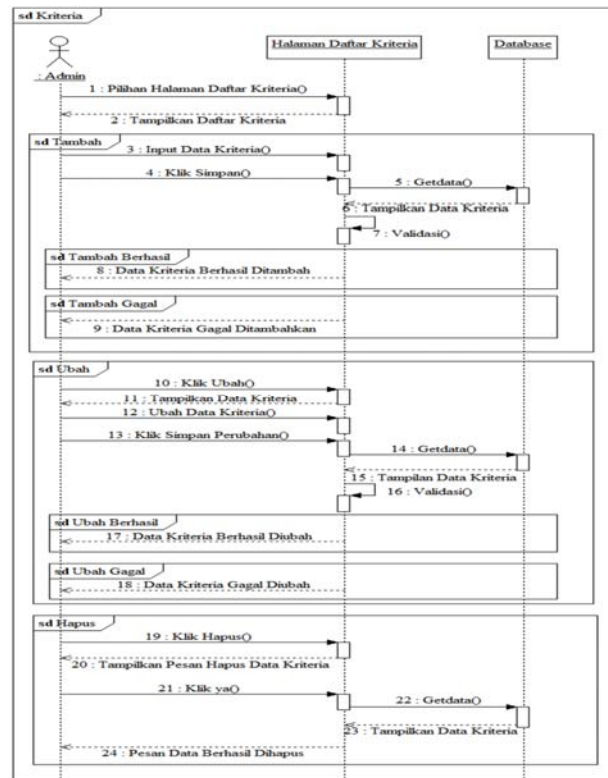 sd Kriteria
: Admin
Halaman Daftar Kriteria
Database
1 : Pilihan Halaman Daftar Kriteria()
2 : Tampilkan Daftar Kriteria
sd Tambah
3 : Input Data Kriteria()
4 : Klik Simpan()
5 : Getdata()
6 : Tampilkan Data Kriteria
7 : Validasi()
sd Tambah Berhasil
8 : Data Kriteria Berhasil Ditambah
sd Tambah Gagal
9 : Data Kriteria Gagal Ditambahkan
sd Ubah
10 : Klik Ubah()
11 : Tampilkan Data Kriteria
12 : Ubah Data Kriteria()
13 : Klik Simpan Perubahan()
14 : Getdata()
15 : Tampilan Data Kriteria
16 : Validasi()
sd Ubah Berhasil
17 : Data Kriteria Berhasil Diubah
sd Ubah Gagal
18 : Data Kriteria Gagal Diubah
sd Hapus
19 : Klik Hapus()
20 : Tampilkan Pesan Hapus Data Kriteria
21 : Klik ya()
22 : Getdata()
23 : Tampilkan Data Kriteria
24 : Pesan Data Berhasil Dihapus